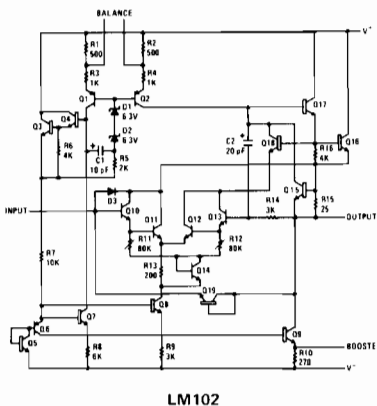 BALANCE
V+
R1
500
R2
500
R3
1K
R4
1K
Q1
Q2
Q17
Q3
Q4
D1
6.3V
D2
6.3V
R6
4K
C1
10 pF
R5
2K
C2
20 pF
Q18
R16
4K
Q16
Q15
D3
INPUT
Q10
Q11
Q12
Q13
R14
3K
R15
25
OUTPUT
R11
80K
R12
80K
R7
10K
R13
200
Q14
Q19
Q8
Q6
Q7
Q9
Q5
R8
6K
R9
3K
R10
270
BOOSTER
V-
LM102